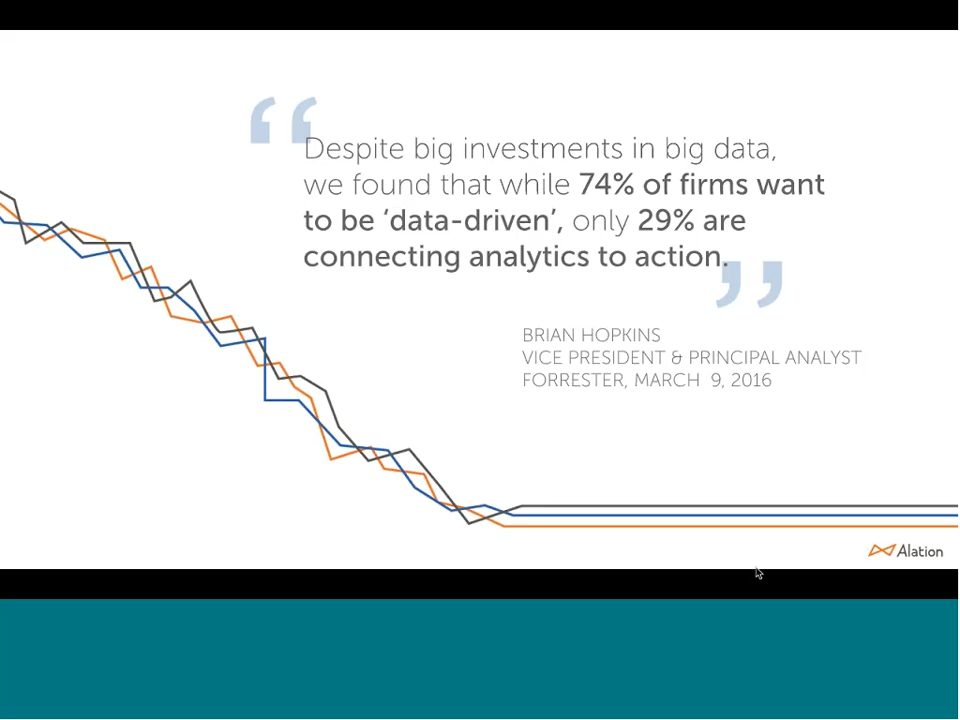 “Despite big investments in big data,
we found that while 74% of firms want
to be ‘data-driven’, only 29% are
connecting analytics to action.”
BRIAN HOPKINS
VICE PRESIDENT & PRINCIPAL ANALYST
FORRESTER, MARCH 9, 2016
Alation